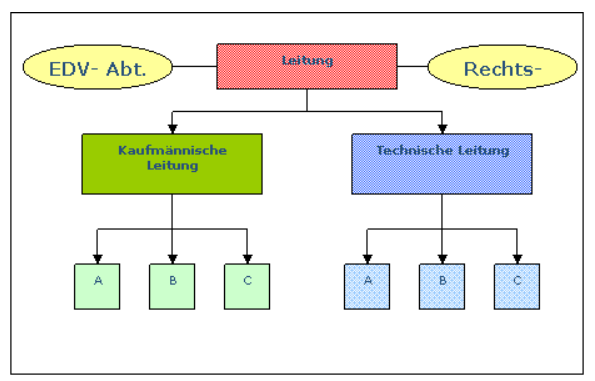 EDV- Abt.
Leitung
Rechts-
Kaufmännische
Leitung
Technische Leitung
A
B
C
A
B
C